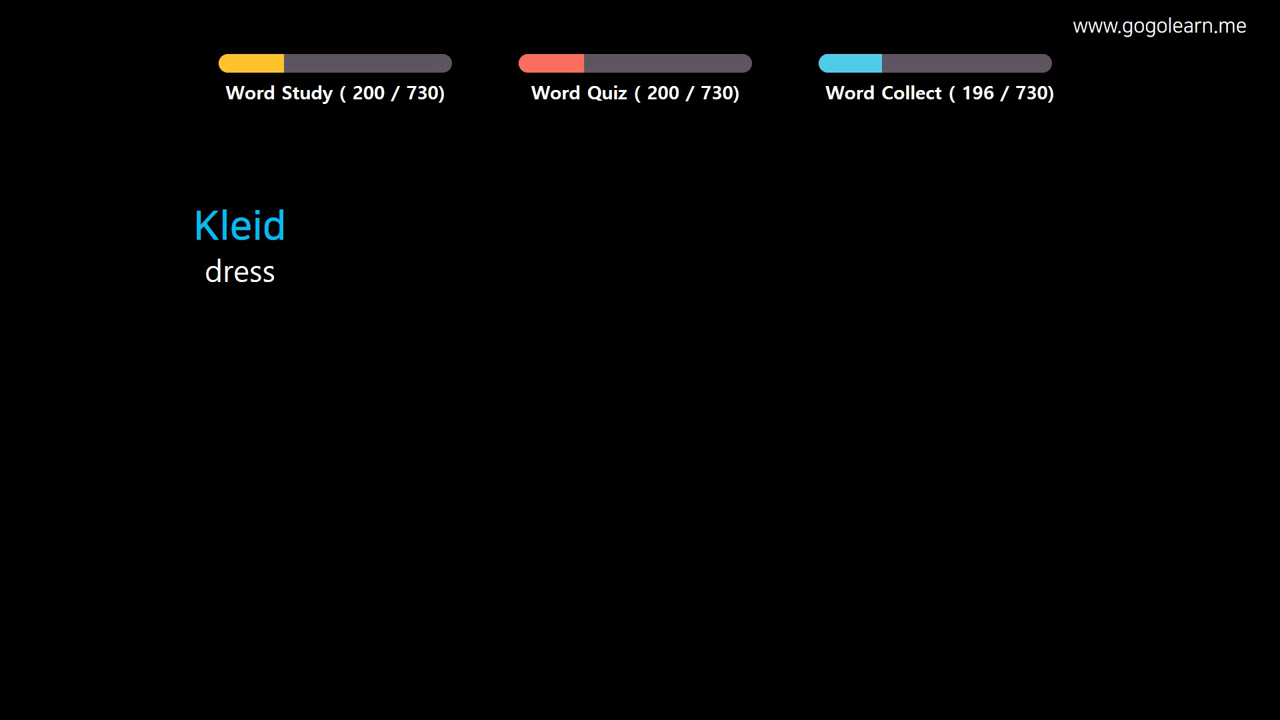 www.gogolearn.me
Word Study ( 200 / 730)
Word Quiz ( 200 / 730)
Word Collect ( 196 / 730)
Kleid
dress